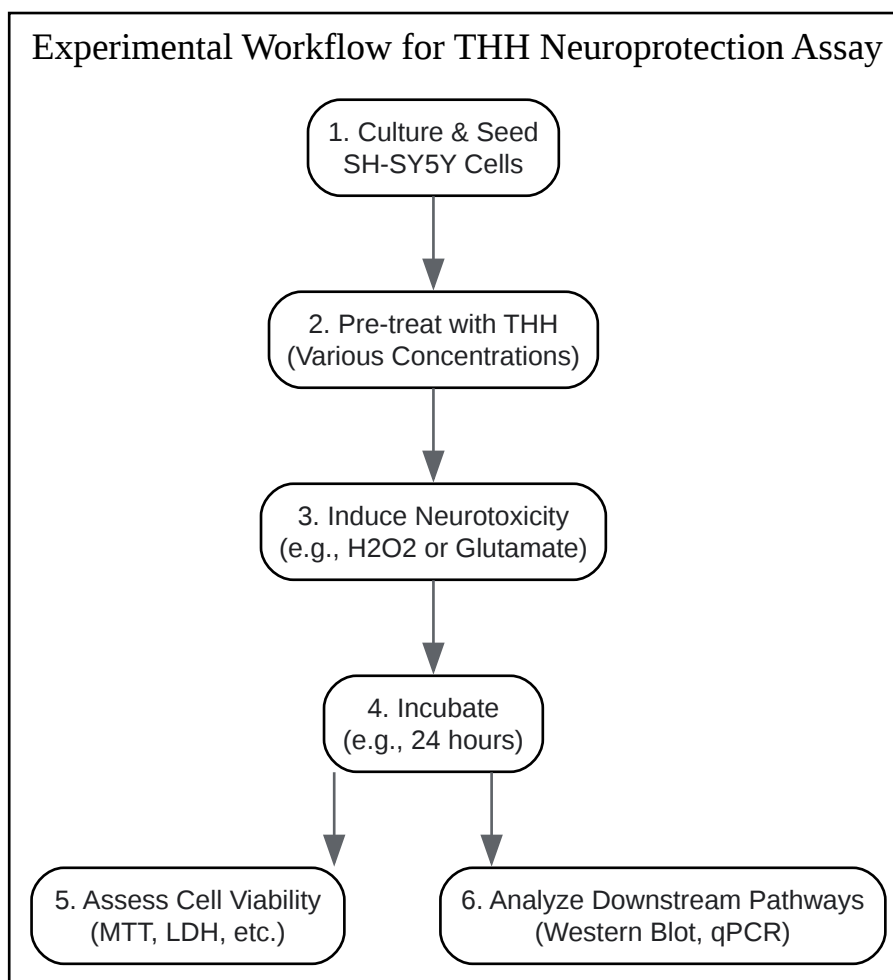 Experimental Workflow for THH Neuroprotection Assay
1. Culture & Seed
SH-SY5Y Cells
2. Pre-treat with THH
(Various Concentrations)
3. Induce Neurotoxicity
(e.g., H2O2 or Glutamate)
4. Incubate
(e.g., 24 hours)
5. Assess Cell Viability
(MTT, LDH, etc.)
6. Analyze Downstream Pathways
(Western Blot, qPCR)